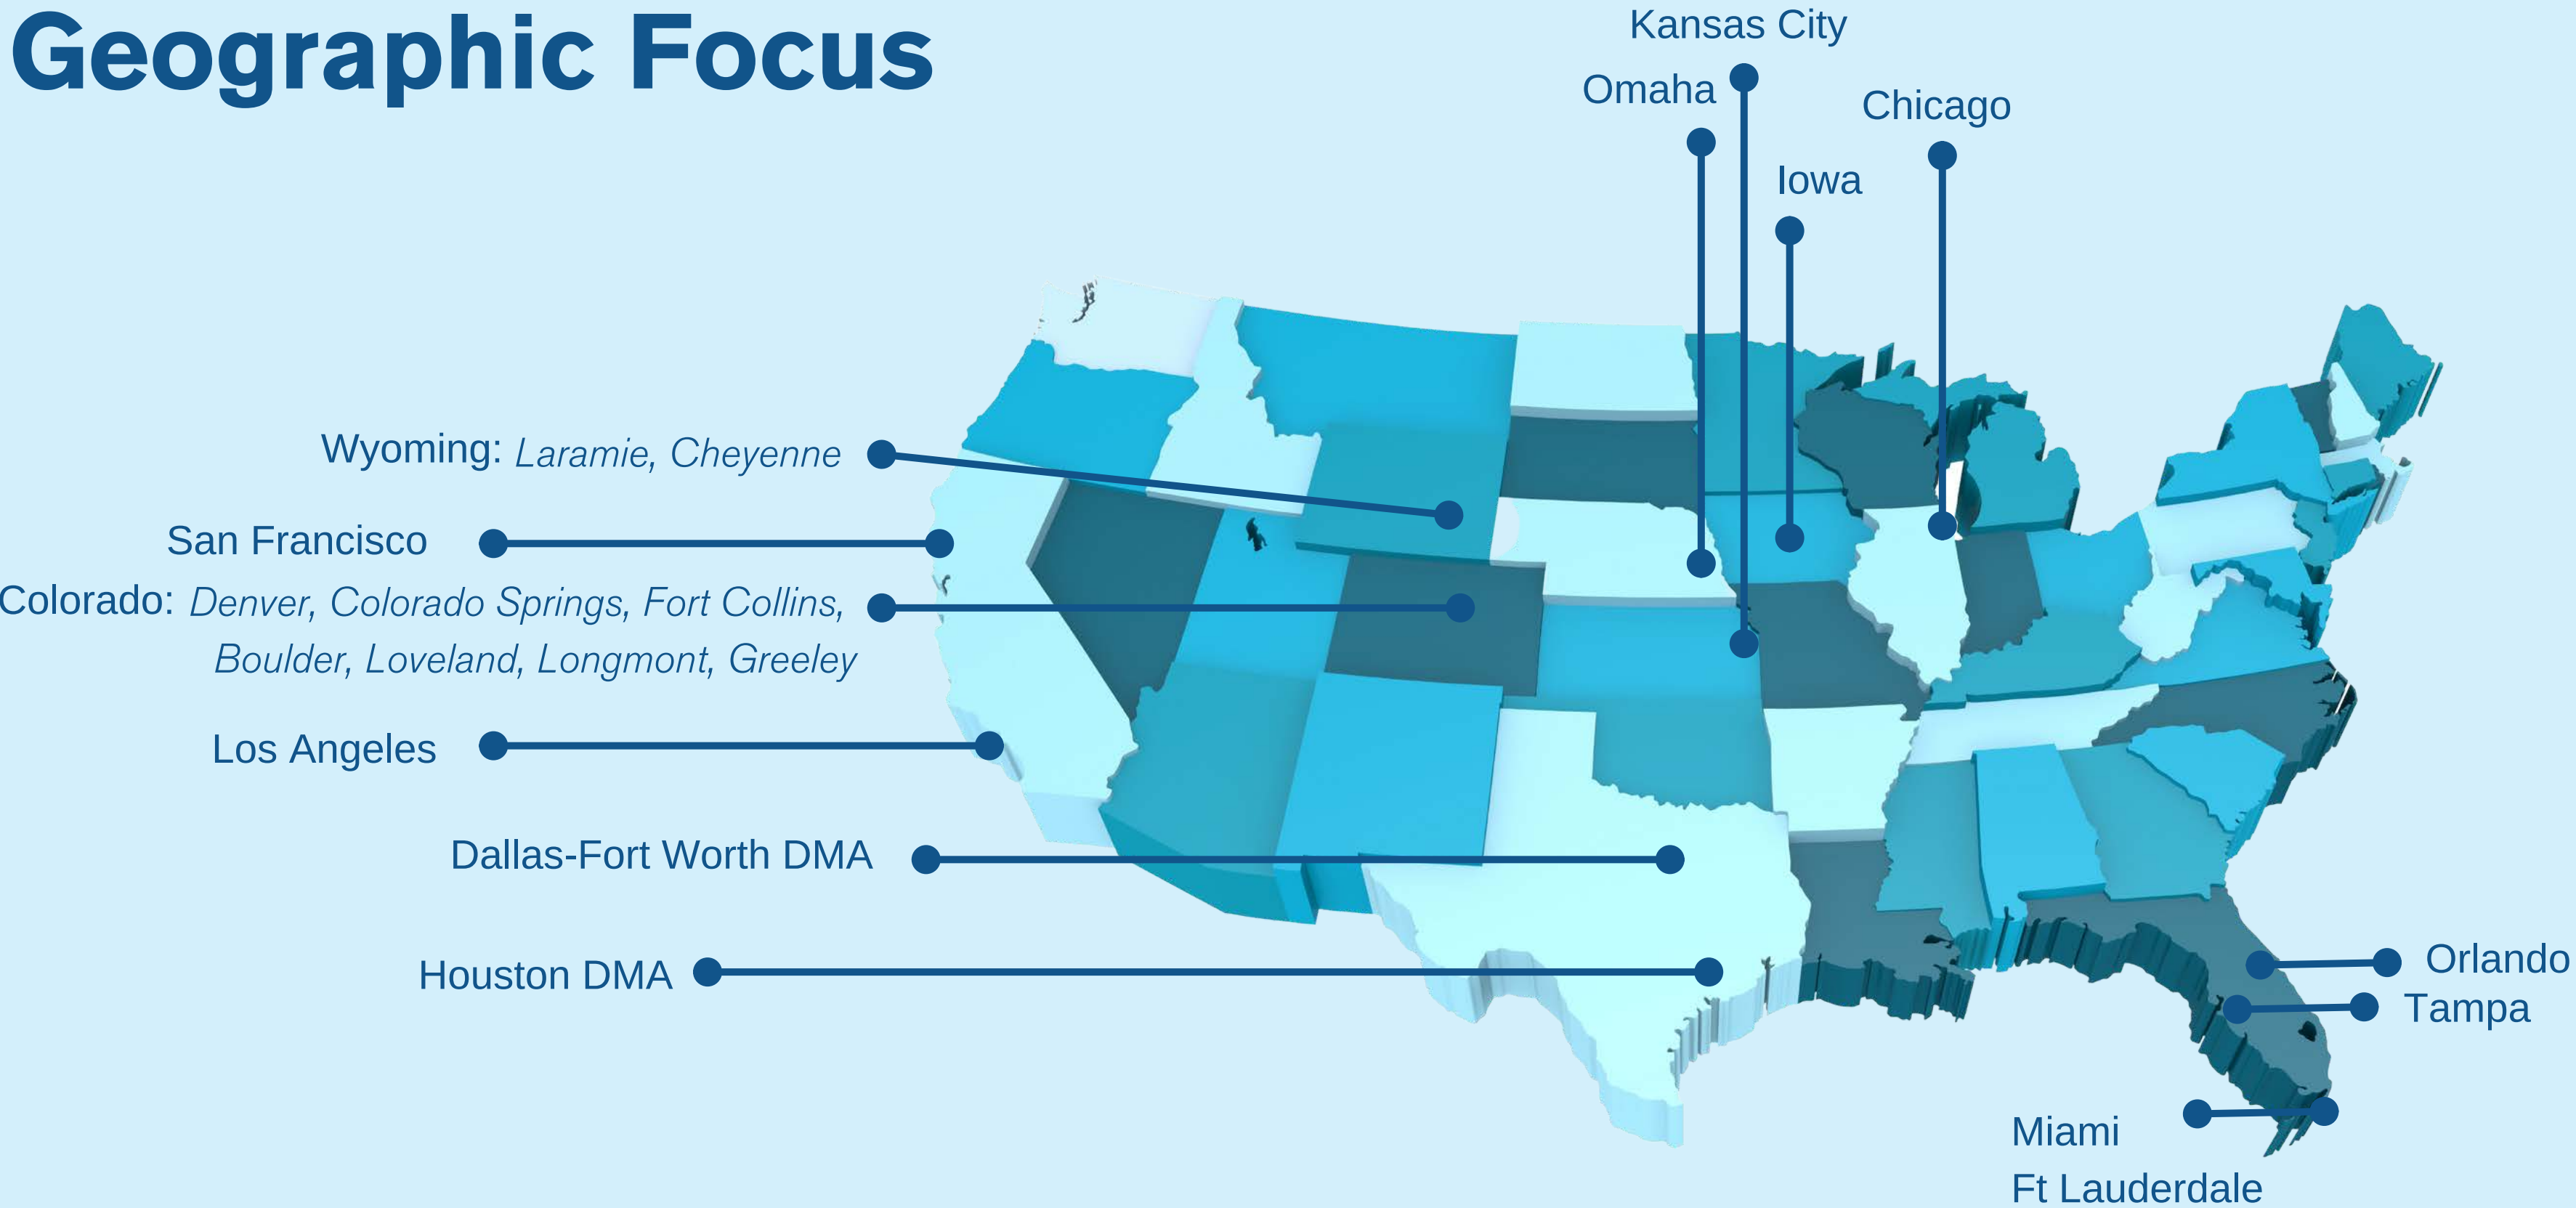 Geographic Focus
Kansas City
Omaha
Chicago
Iowa
Wyoming: Laramie, Cheyenne
San Francisco
Colorado: Denver, Colorado Springs, Fort Collins,
Boulder, Loveland, Longmont, Greeley
Los Angeles
Dallas-Fort Worth DMA
Houston DMA
Orlando
Tampa
Miami
Ft Lauderdale